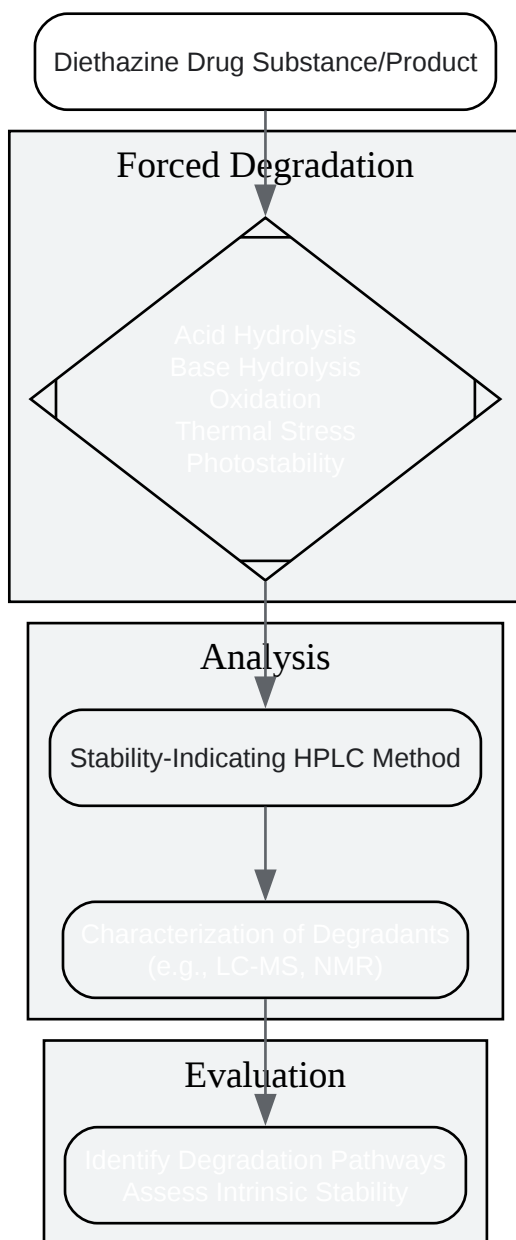 Diethazine Drug Substance/Product
Forced Degradation
Acid Hydrolysis
Base Hydrolysis
Oxidation
Thermal Stress
Photostability
Analysis
Stability-Indicating HPLC Method
Characterization of Degradants
(e.g., LC-MS, NMR)
Evaluation
Identify Degradation Pathways
Assess Intrinsic Stability